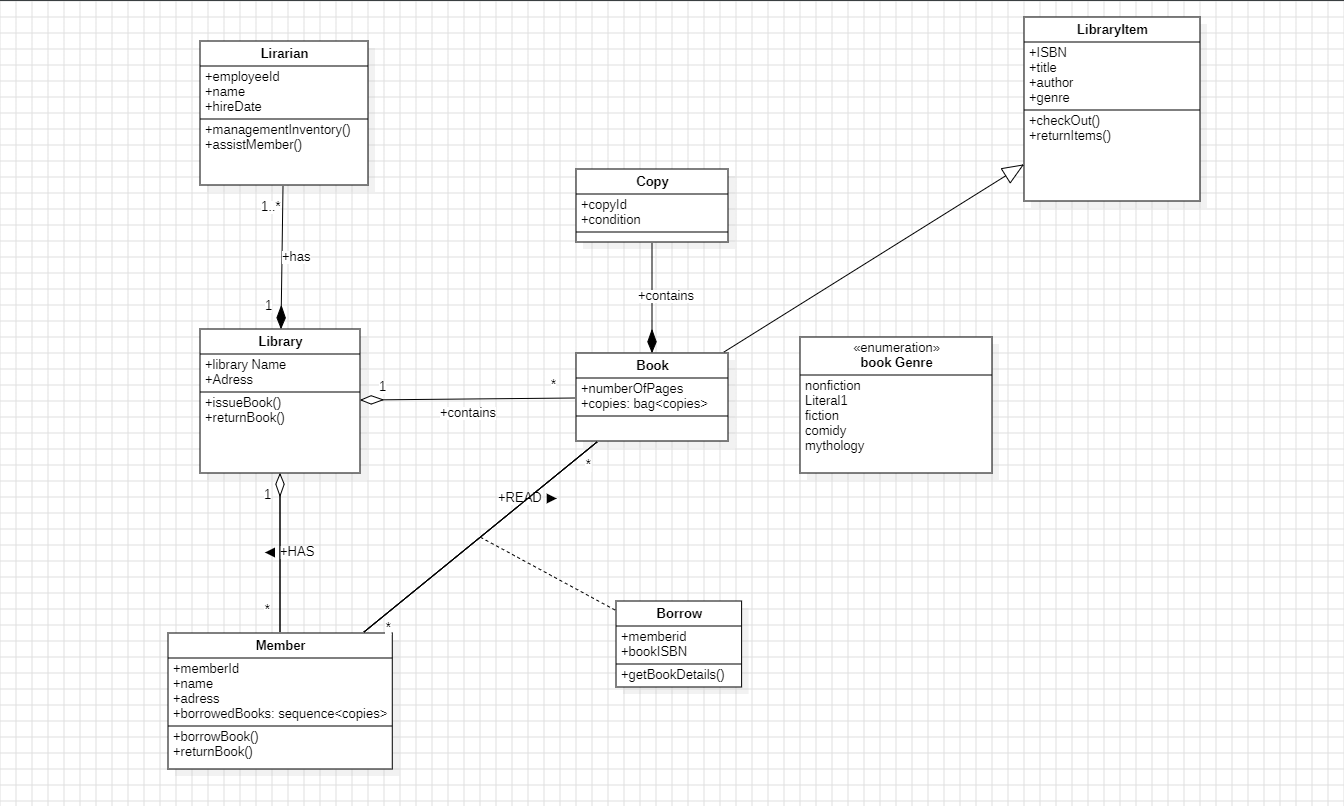 Lirarian
+employeeId
+name
+hireDate
+managementInventory()
+assistMember()
1..*
+has
1
Library
+library Name
+Adress
+issueBook()
+returnBook()
1
*
+contains
1
+HAS
*
Member
+memberId
+name
+adress
+borrowedBooks: sequence<copies>
+borrowBook()
+returnBook()
Copy
+copyId
+condition
+contains
Book
+numberOfPages
+copies: bag<copies>
*
+READ
*
Borrow
+memberid
+bookISBN
+getBookDetails()
LibraryItem
+ISBN
+title
+author
+genre
+checkOut()
+returnItems()
«enumeration»
book Genre
nonfiction
Literal1
fiction
comidy
mythology